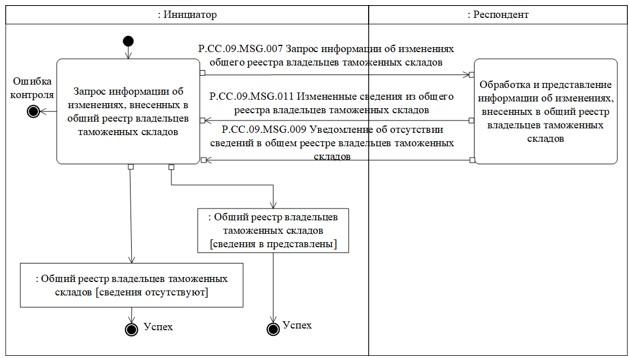 : Инициатор
: Респондент
P.CC.09.MSG.007 Запрос информации об изменениях
общего реестра владельцев таможенных складов
Ошибка
контроля
Запрос информации об
изменениях, внесенных в
общий реестр владельцев
таможенных складов
P.CC.09.MSG.011 Измененные сведения из общего
реестра владельцев таможенных складов
P.CC.09.MSG.009 Уведомление об отсутствии
сведений в общем реестре владельцев таможенных
складов
Обработка и представление
информации об изменениях,
внесенных в общий реестр
владельцев таможенных
складов
: Общий реестр владельцев
таможенных складов
[сведения в представлены]
: Общий реестр владельцев таможенных
складов [сведения отсутствуют]
Успех
Успех